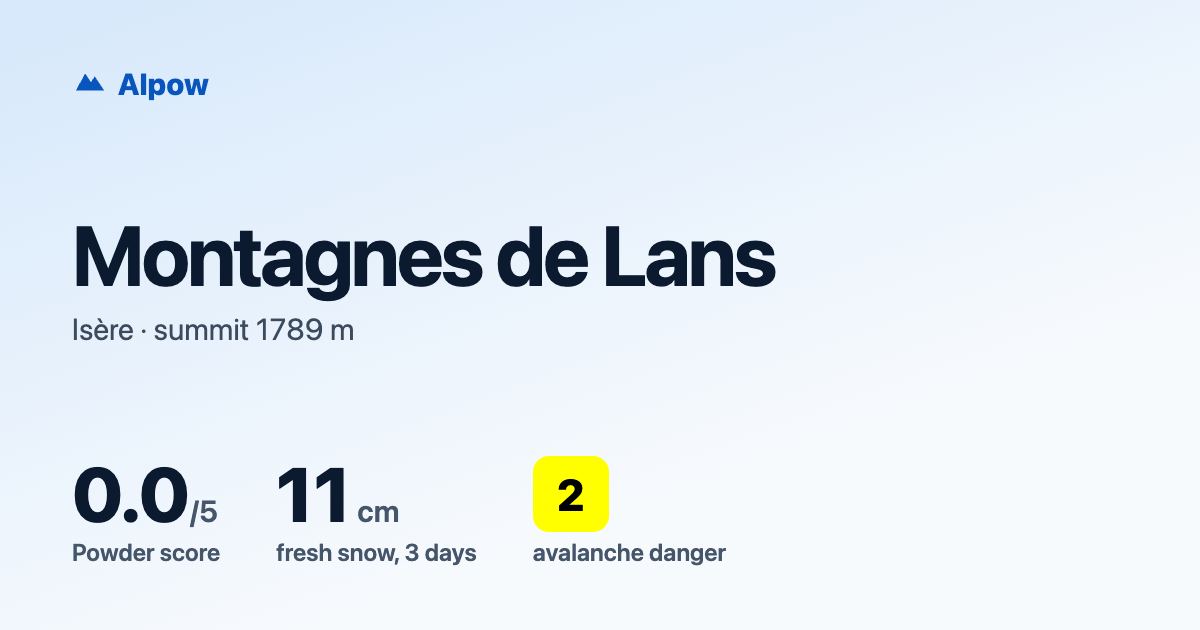 Alpow
Montagnes de Lans
Isère · summit 1789 m
0.0/5
Powder score
11 cm
fresh snow, 3 days
2
avalanche danger